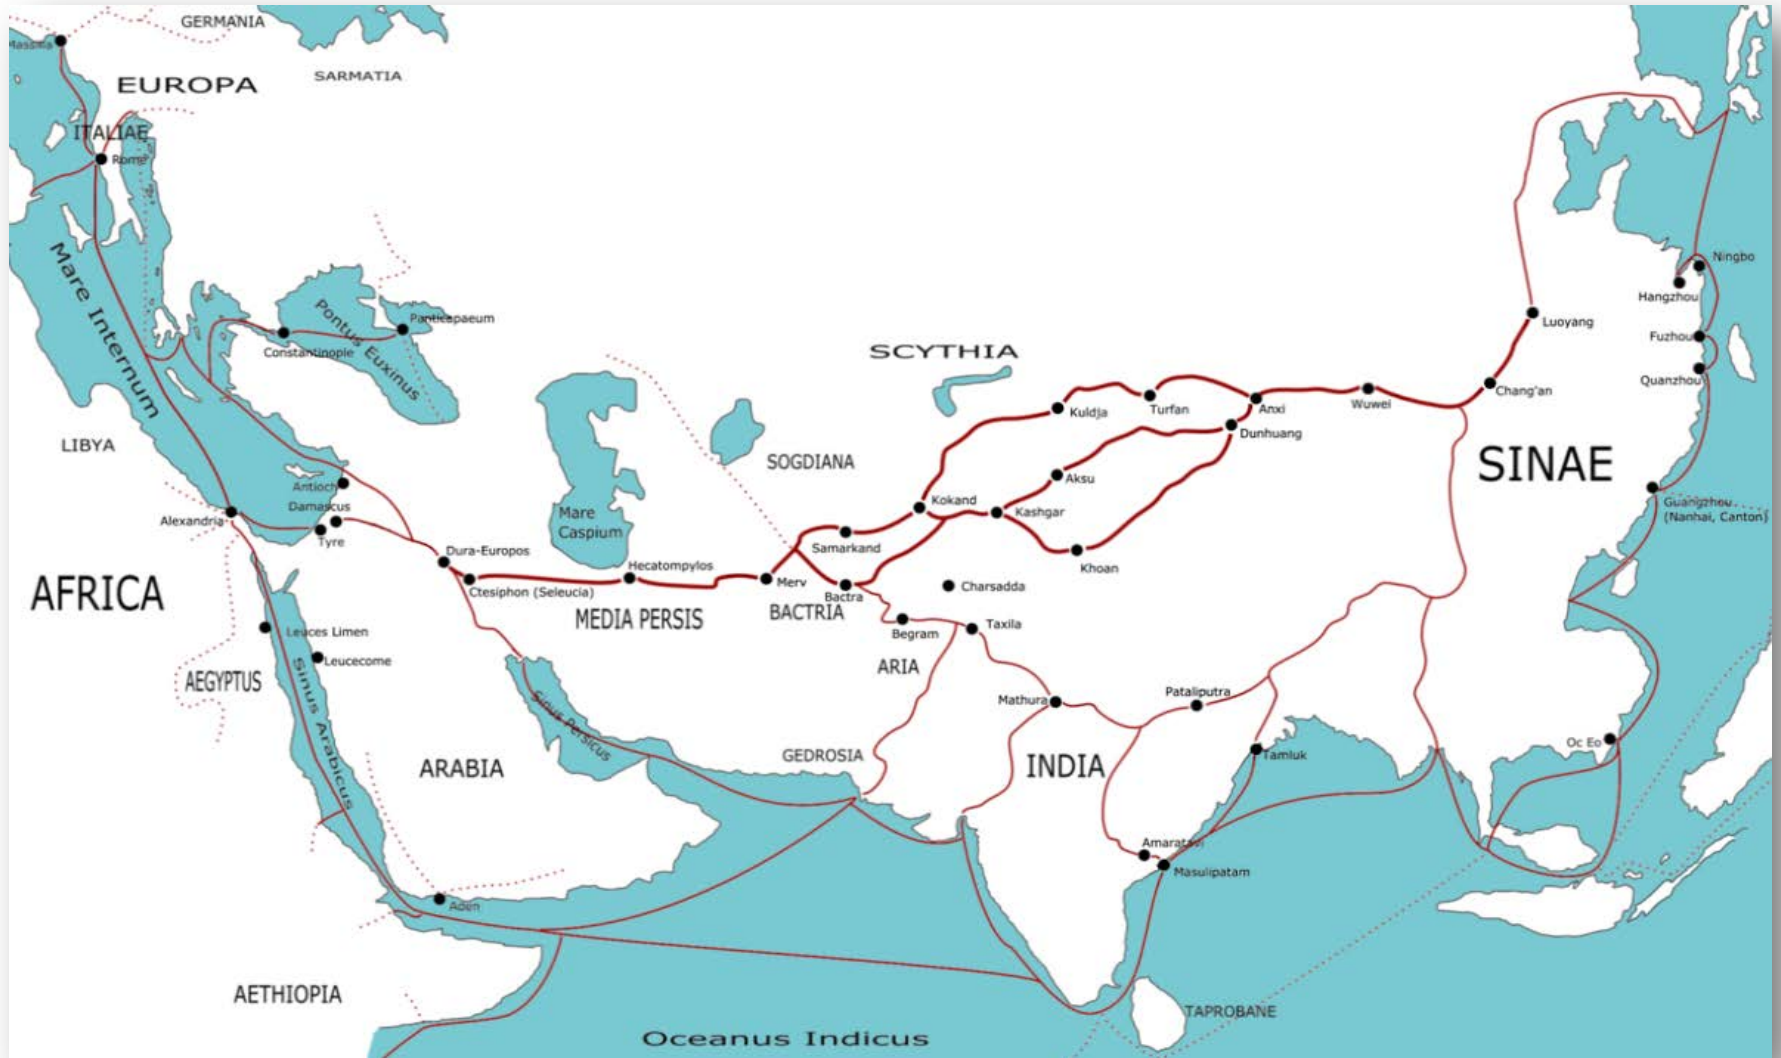 GERMANIA
Massilia
SARMATIA
EUROPA
ITALIAE
Rome
Mare Internum
Ningbo
Hangzhou
Pontus Euxinus
Panticapaeum
Constantinople
Luoyang
Fuzhou
SCYTHIA
Quanzhou
Chang'an
Kuldja
Turfan
Anxi
Wuwei
Dunhuang
LIBYA
SOGDIANA
SINAE
Aksu
Antioch
Damascus
Kokand
Kashgar
Guangzhou
(Nanhai, Canton)
Alexandria
Mare
Caspium
Tyre
Samarkand
Dura-Europos
Hecatompylos
Khoan
Merv
Charsadda
AFRICA
Ctesiphon (Seleucia)
Bactra
MEDIA PERSIS
BACTRIA
Leuces Limen
Begram
Taxila
Leucecome
ARIA
AEGYPTUS
Sinus Arabicus
Sinus Persicus
Mathura
Pataliputra
GEDROSIA
Oc Eo
ARABIA
INDIA
Tamluk
Amaratavi
Masulipatam
Aden
AETHIOPIA
TAPROBANE
Oceanus Indicus